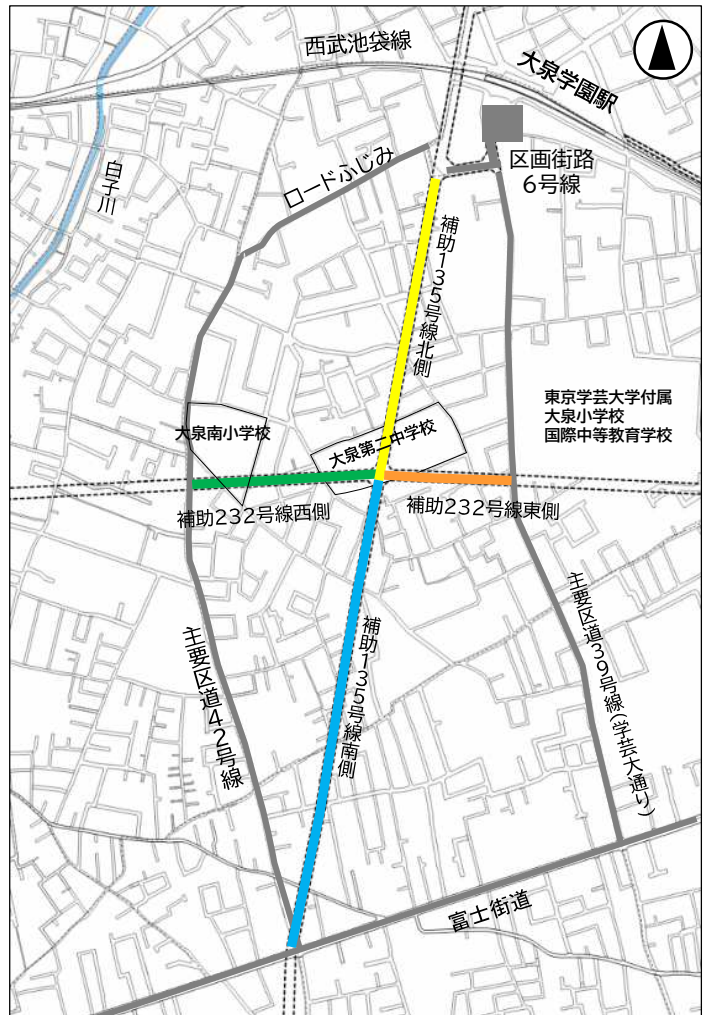 西武池袋線
大泉学園駅
白子川
ロードふじみ
区画街路
6号線
補助135号線北側
東京学芸大学付属
大泉小学校
国際中等教育学校
大泉南小学校
大泉第二中学校
補助232号線西側
補助232号線東側
主要区道39号線(学芸大通り)
主要区道42号線
補助135号線南側
富士街道